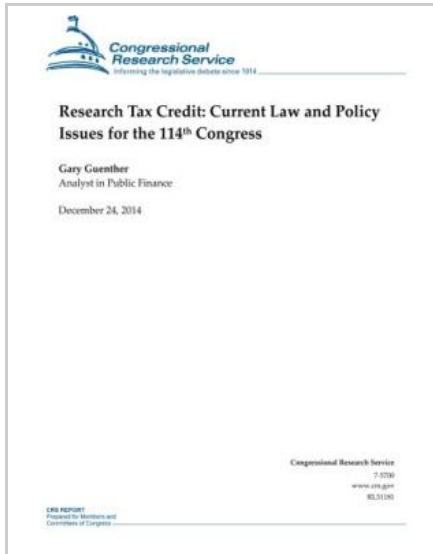 Congressional
Research Service
Informing the legislative debate since 1914
Research Tax Credit: Current Law and Policy
Issues for the 114th Congress
Gary Guenther
Analyst in Public Finance
December 24, 2014
Congressional Research Service
7-5700
www.crs.gov
RL31181
CRS REPORT
Prepared for Members and
Committees of Congress